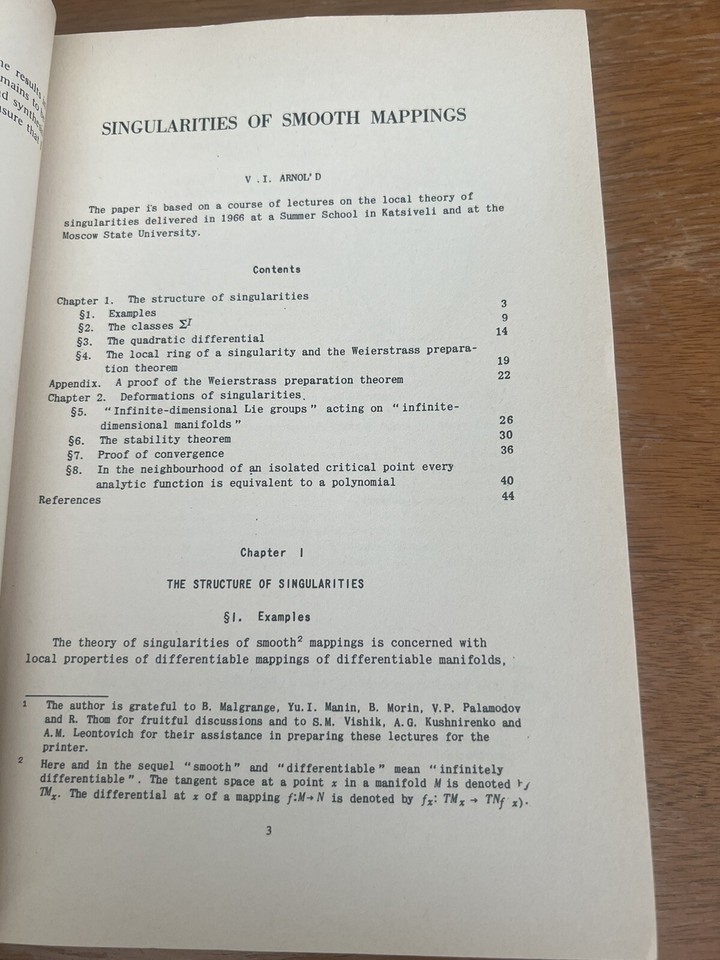 he results
mains to
d synth
sure that
SINGULARITIES OF SMOOTH MAPPINGS
V.I. ARNOL'D
The paper is based on a course of lectures on the local theory of
singularities delivered in 1966 at a Summer School in Katsiveli and at the
Moscow State University.
Contents
Chapter 1. The structure of singularities 3
§1. Examples 9
§2. The classes Σ^I 14
§3. The quadratic differential
§4. The local ring of a singularity and the Weierstrass prepara-
tion theorem 19
Appendix. A proof of the Weierstrass preparation theorem 22
Chapter 2. Deformations of singularities.
§5. "Infinite-dimensional Lie groups" acting on "infinite-
dimensional manifolds" 26
§6. The stability theorem 30
§7. Proof of convergence 36
§8. In the neighbourhood of an isolated critical point every
analytic function is equivalent to a polynomial 40
References 44
Chapter I
THE STRUCTURE OF SINGULARITIES
§1. Examples
The theory of singularities of smooth² mappings is concerned with
local properties of differentiable mappings of differentiable manifolds,
1 The author is grateful to B. Malgrange, Yu.I. Manin, B. Morin, V.P. Palamodov
and R. Thom for fruitful discussions and to S.M. Vishik, A.G. Kushnirenko and
A.M. Leontovich for their assistance in preparing these lectures for the
printer.
2 Here and in the sequel "smooth" and "differentiable" mean "infinitely
differentiable". The tangent space at a point x in a manifold M is denoted
TMₓ. The differential at x of a mapping f:M→N is denoted by fₓ: TMₓ → TN_f x).
3